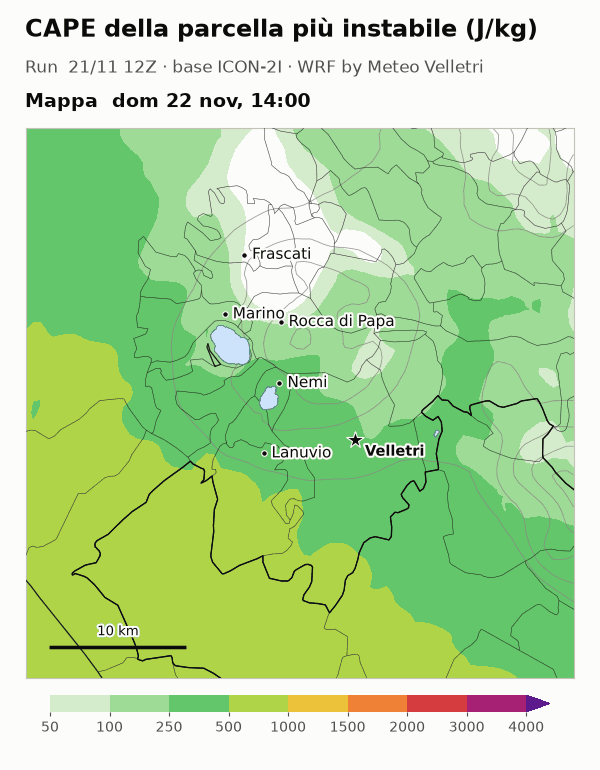 CAPE della parcella più instabile (J/kg)
Run  21/11 12Z · base ICON-2I · WRF by Meteo Velletri
Mappa  dom 22 nov, 14:00
Frascati
Marino
Rocca di Papa
Nemi
Velletri
Lanuvio
10 km
50 100 250 500 1000 1500 2000 3000 4000